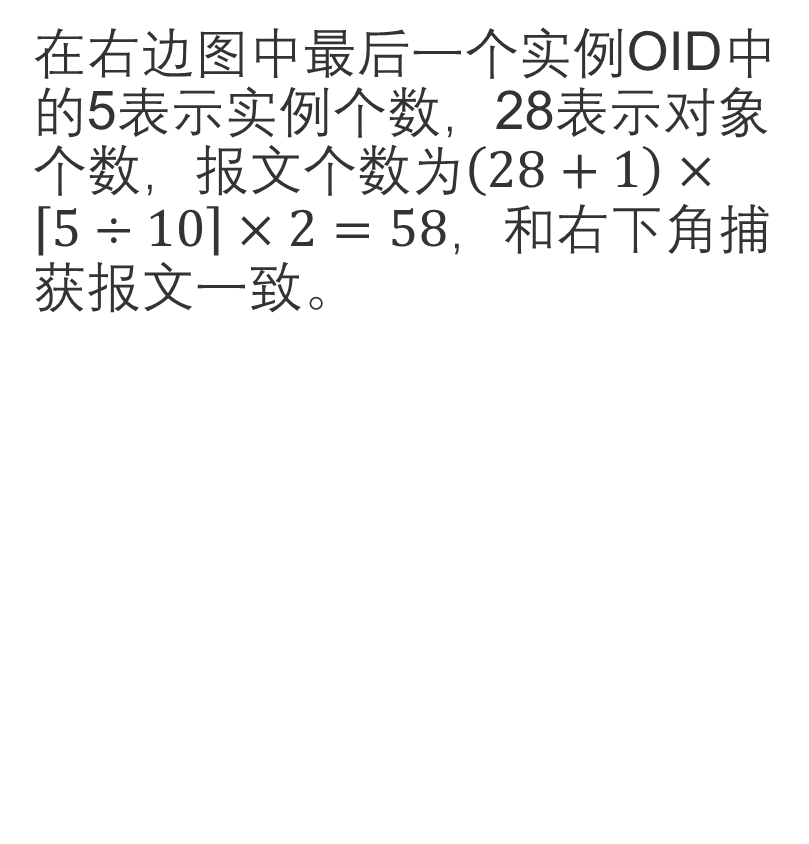 在右边图中最后一个实例OID中
的5表示实例个数，28表示对象
个数，报文个数为(28 + 1) ×
⌈5 ÷ 10⌉ × 2 = 58，和右下角捕
获报文一致。